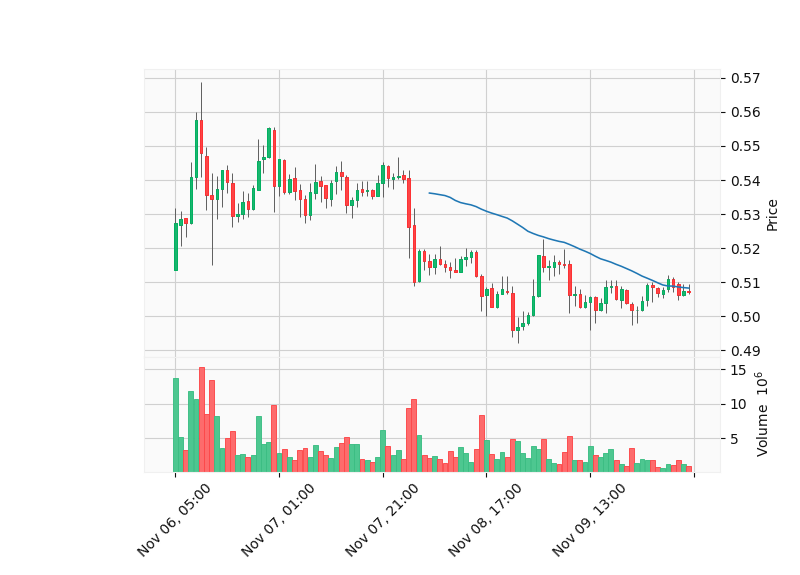 0.57
0.56
0.55
0.54
0.53
0.52
0.51
0.50
0.49
Price
15
10
5
Volume 10⁶
Nov 06, 05:00
Nov 07, 01:00
Nov 07, 21:00
Nov 08, 17:00
Nov 09, 13:00